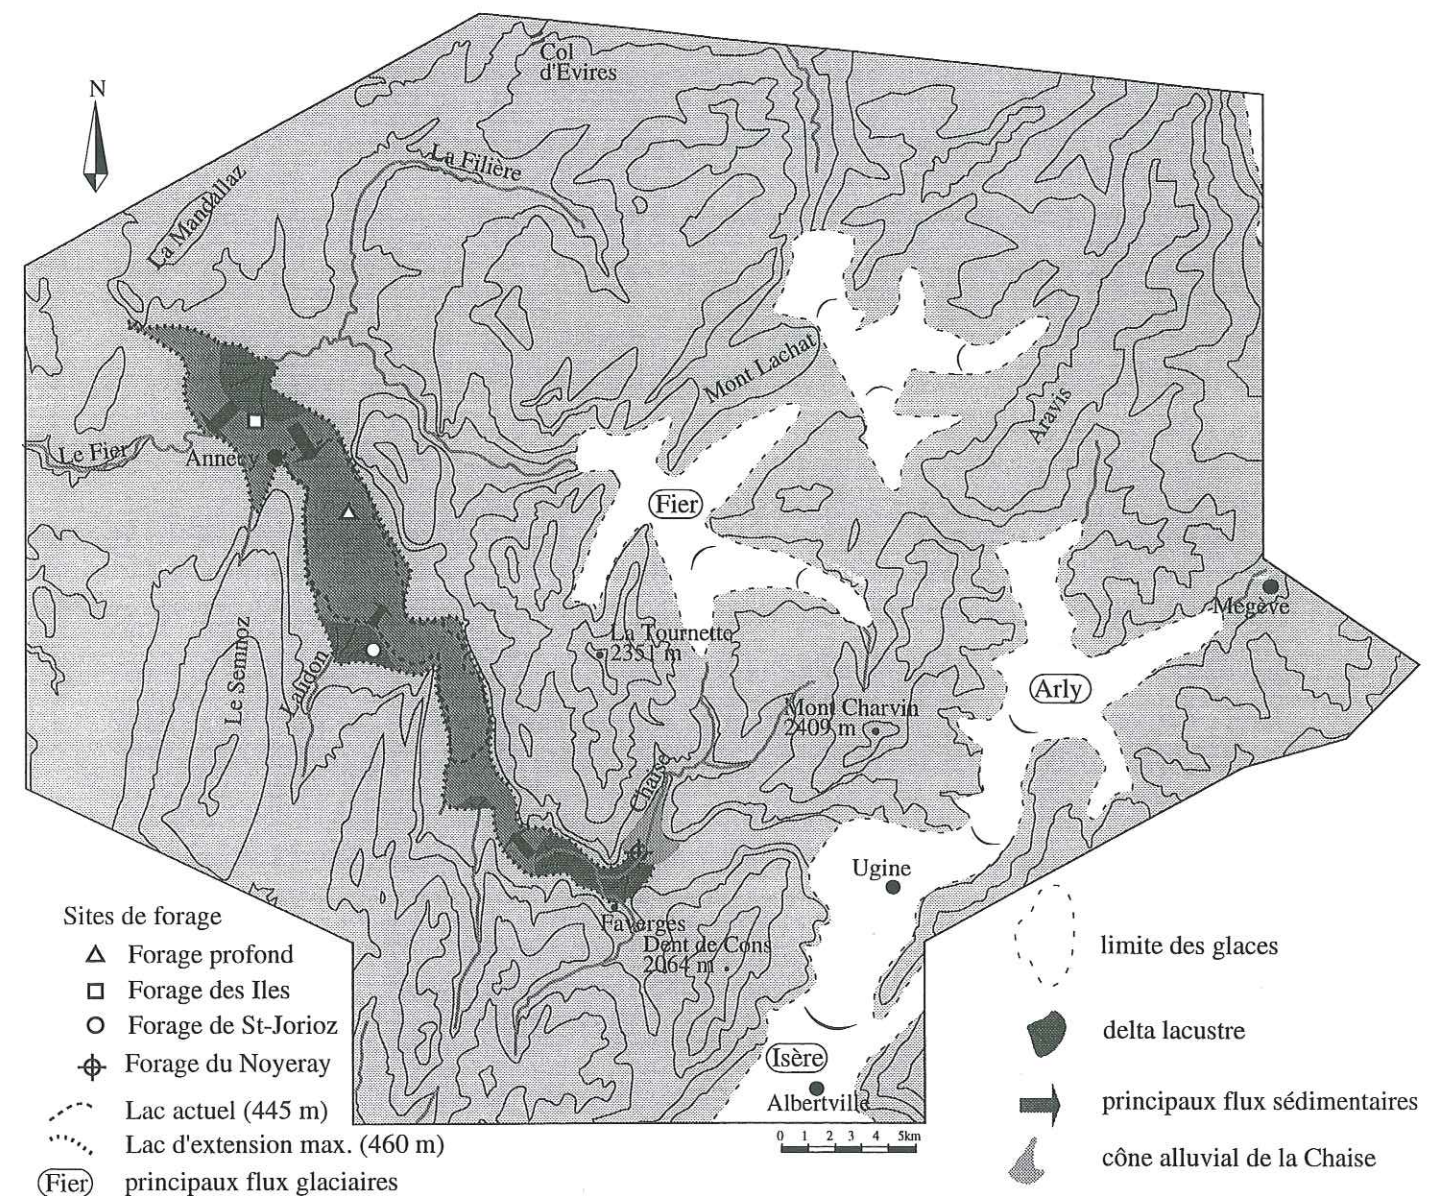 Col
d'Evires
N
La Filière
La Mandallaz
Mont Lachat
Aravis
Le Fier
Annecy
Fier
Megève
La Tournette
2351 m
Le Semnoz
Laudon
Arly
Mont Charvin
2409 m
Chaise
Ugine
Faverges
Dent de Cons
2064 m
Isère
Albertville
0 1 2 3 4 5km
Sites de forage
Forage profond
Forage des Iles
Forage de St-Jorioz
Forage du Noyeray
Lac actuel (445 m)
Lac d'extension max. (460 m)
Fier
principaux flux glaciaires
limite des glaces
delta lacustre
principaux flux sédimentaires
cône alluvial de la Chaise